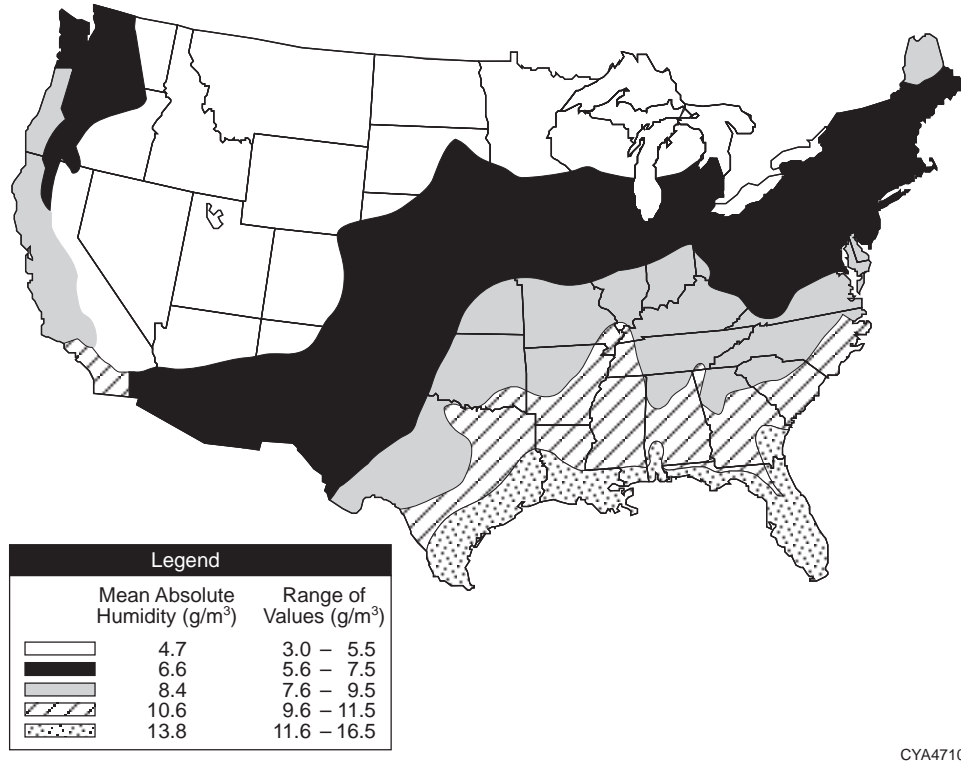 Legend
Mean Absolute Humidity (g/m³) Range of Values (g/m³)
4.7 3.0 – 5.5
6.6 5.6 – 7.5
8.4 7.6 – 9.5
10.6 9.6 – 11.5
13.8 11.6 – 16.5
CYA4710